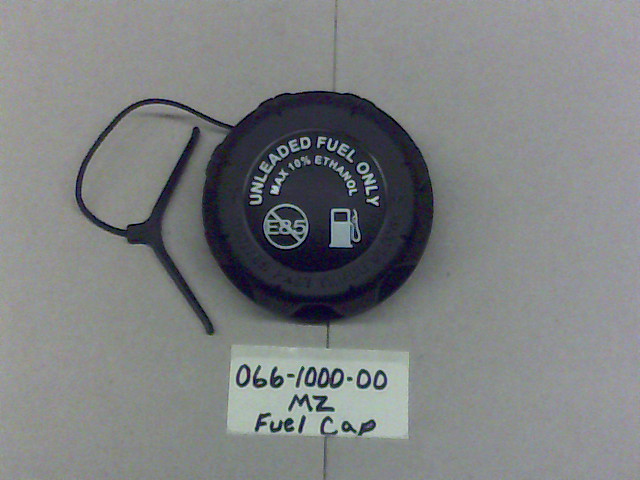 UNLEADED FUEL ONLY
MAX 10% ETHANOL
E85
066-1000-00
MZ
Fuel Cap